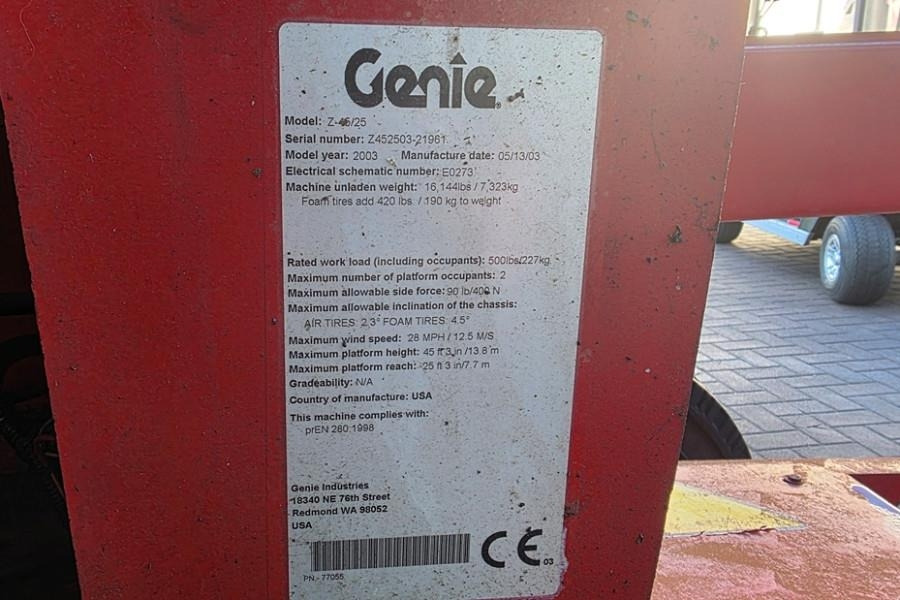 Genie
Model: Z-45/25
Serial number: Z452503-21961
Model year: 2003 Manufacture date: 05/13/03
Electrical schematic number: E0273
Machine unladen weight: 16,144lbs / 7,323kg
Foam tires add 420 lbs. / 190 kg to weight
Rated work load (including occupants): 500lbs/227kg
Maximum number of platform occupants: 2
Maximum allowable side force: 90 lb/400 N
Maximum allowable inclination of the chassis:
AIR TIRES: 2.3° FOAM TIRES: 4.5°
Maximum wind speed: 28 MPH / 12.5 M/S
Maximum platform height: 45 ft 3 in /13.8 m
Maximum platform reach: 25 ft 3 in/7.7 m
Gradeability: N/A
Country of manufacture: USA
This machine complies with:
prEN 280:1998
Genie Industries
18340 NE 76th Street
Redmond WA 98052
USA
CE 03
PN.- 77055